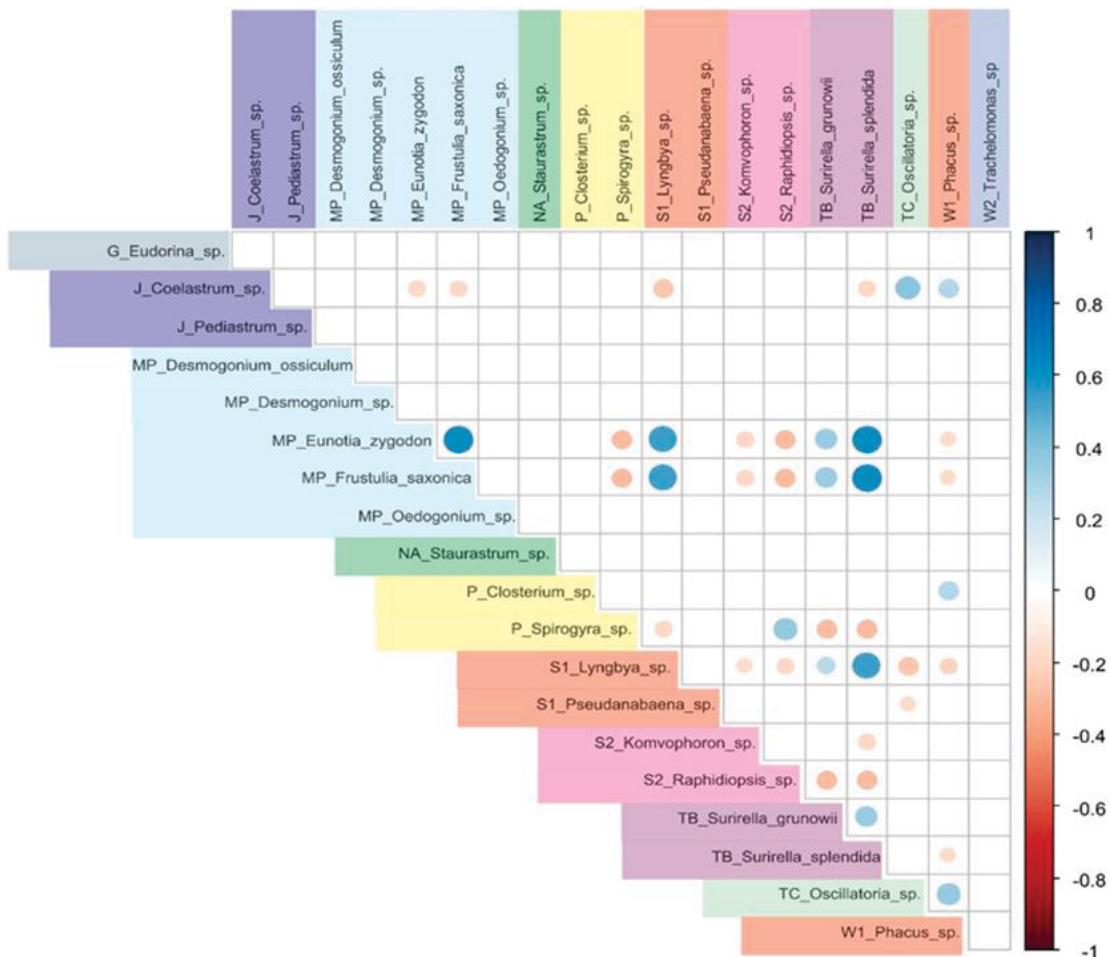 J_Coelastrum_sp.
J_Pediastrum_sp.
MP_Desmogonium_ossiculum
MP_Desmogonium_sp.
MP_Eunotia_zygodon
MP_Frustulia_saxonica
MP_Oedogonium_sp.
NA_Staurastrum_sp.
P_Closterium_sp.
P_Spirogyra_sp.
S1_Lyngbya_sp.
S1_Pseudanabaena_sp.
S2_Komvophoron_sp.
S2_Raphidiopsis_sp.
TB_Surirella_grunowii
TB_Surirella_splendida
TC_Oscillatoria_sp.
W1_Phacus_sp.
W2_Trachelomonas_sp
G_Eudorina_sp.
J_Coelastrum_sp.
J_Pediastrum_sp.
MP_Desmogonium_ossiculum
MP_Desmogonium_sp.
MP_Eunotia_zygodon
MP_Frustulia_saxonica
MP_Oedogonium_sp.
NA_Staurastrum_sp.
P_Closterium_sp.
P_Spirogyra_sp.
S1_Lyngbya_sp.
S1_Pseudanabaena_sp.
S2_Komvophoron_sp.
S2_Raphidiopsis_sp.
TB_Surirella_grunowii
TB_Surirella_splendida
TC_Oscillatoria_sp.
W1_Phacus_sp.
1
0.8
0.6
0.4
0.2
0
-0.2
-0.4
-0.6
-0.8
-1